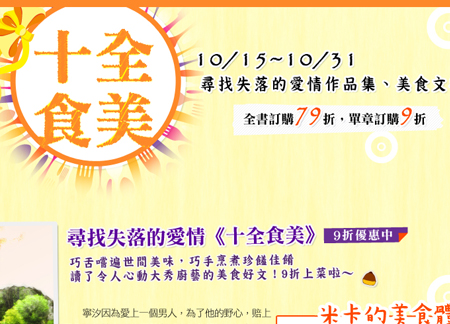 十全
食美
10/15~10/31
尋找失落的愛情作品集、美食文
全書訂購79折,單章訂購9折
尋找失落的愛情《十全食美》 9折優惠中
巧舌嚐遍世間美味,巧手烹煮珍饈佳餚
讀了令人心動大秀廚藝的美食好文!9折上菜啦~
寧汐因為愛上一個男人,為了他的野心,賠上
米卡的美食體